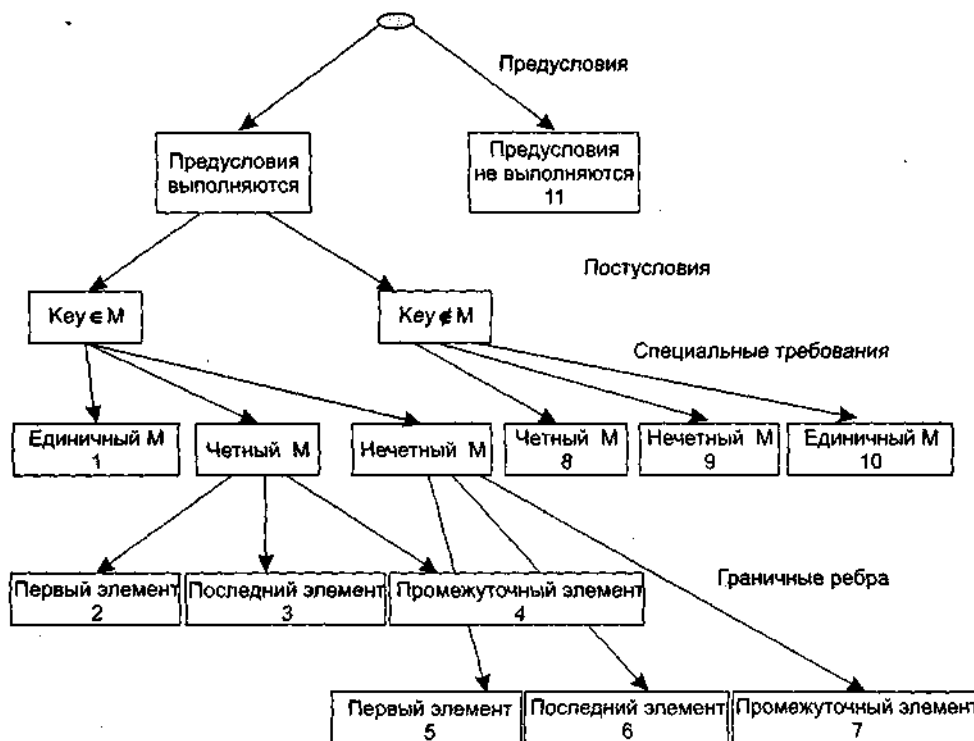 Предусловия
Предусловия
выполняются
Предусловия
не выполняются
11
Постусловия
Key ∈ M
Key ∉ M
Специальные требования
Единичный M
1
Четный M
Нечетный M
Четный M
8
Нечетный M
9
Единичный M
10
Граничные ребра
Первый элемент
2
Последний элемент
3
Промежуточный элемент
4
Первый элемент
5
Последний элемент
6
Промежуточный элемент
7